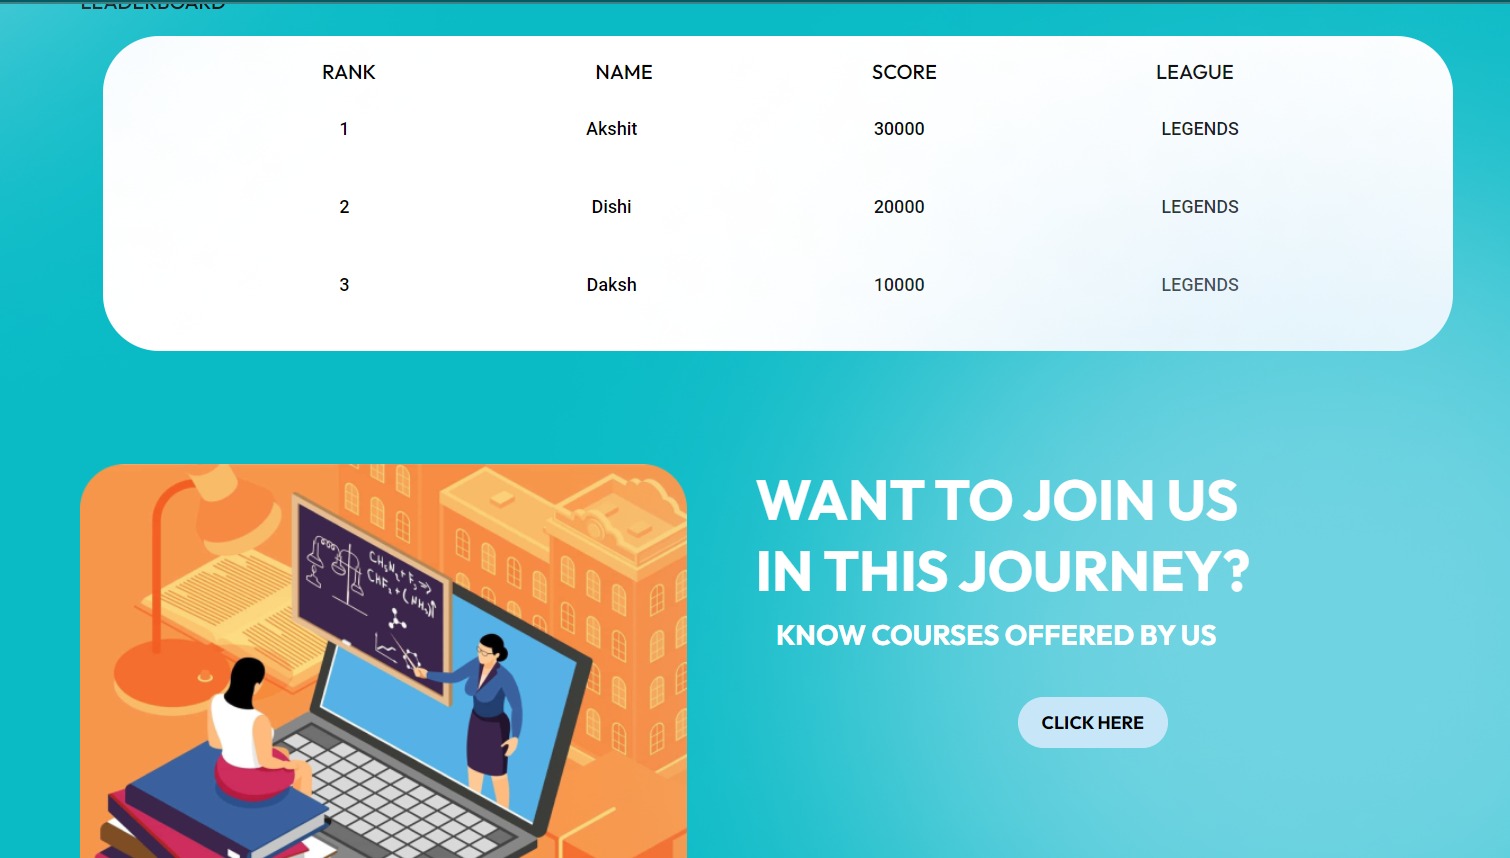 LEADERBOARD
RANK NAME SCORE LEAGUE
1 Akshit 30000 LEGENDS
2 Dishi 20000 LEGENDS
3 Daksh 10000 LEGENDS
WANT TO JOIN US
IN THIS JOURNEY?
KNOW COURSES OFFERED BY US
CLICK HERE